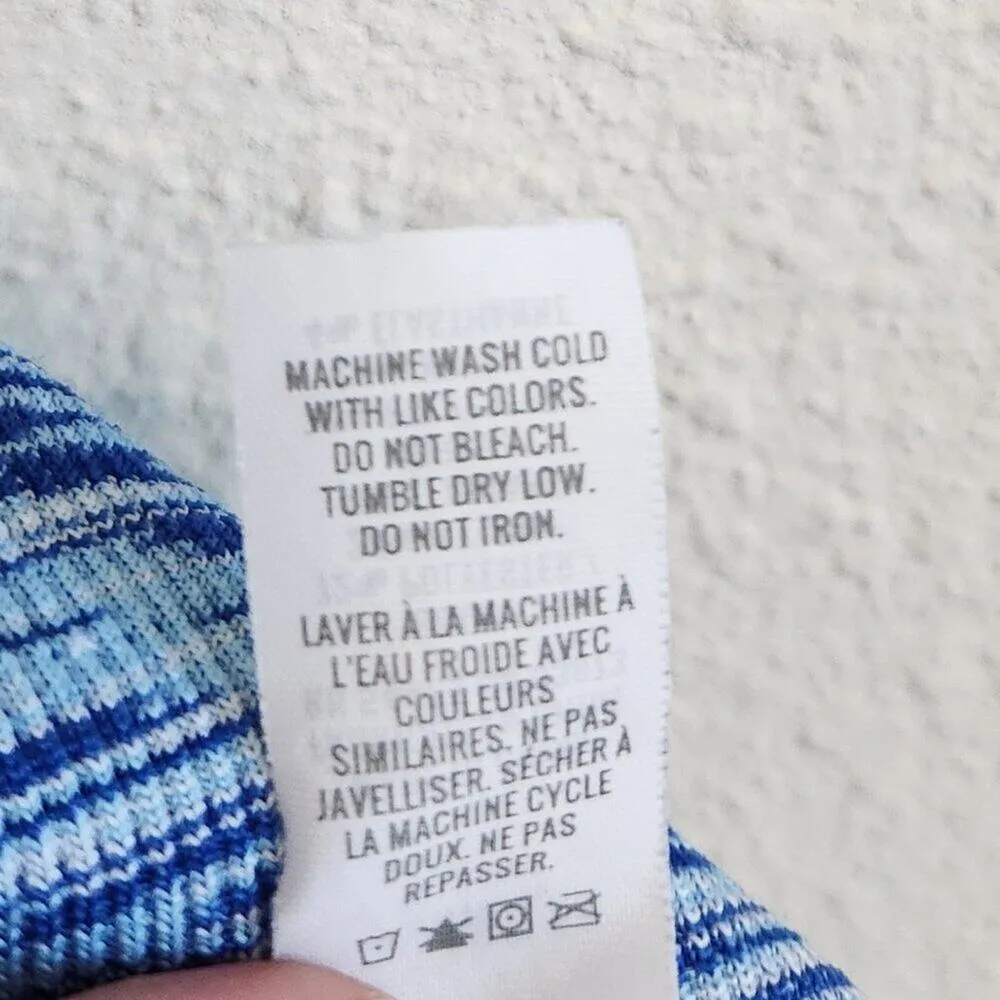 MACHINE WASH COLD
WITH LIKE COLORS.
DO NOT BLEACH.
TUMBLE DRY LOW.
DO NOT IRON.
LAVER À LA MACHINE À
L'EAU FROIDE AVEC
COULEURS
SIMILAIRES. NE PAS
JAVELLISER. SÉCHER À
LA MACHINE CYCLE
DOUX. NE PAS
REPASSER.